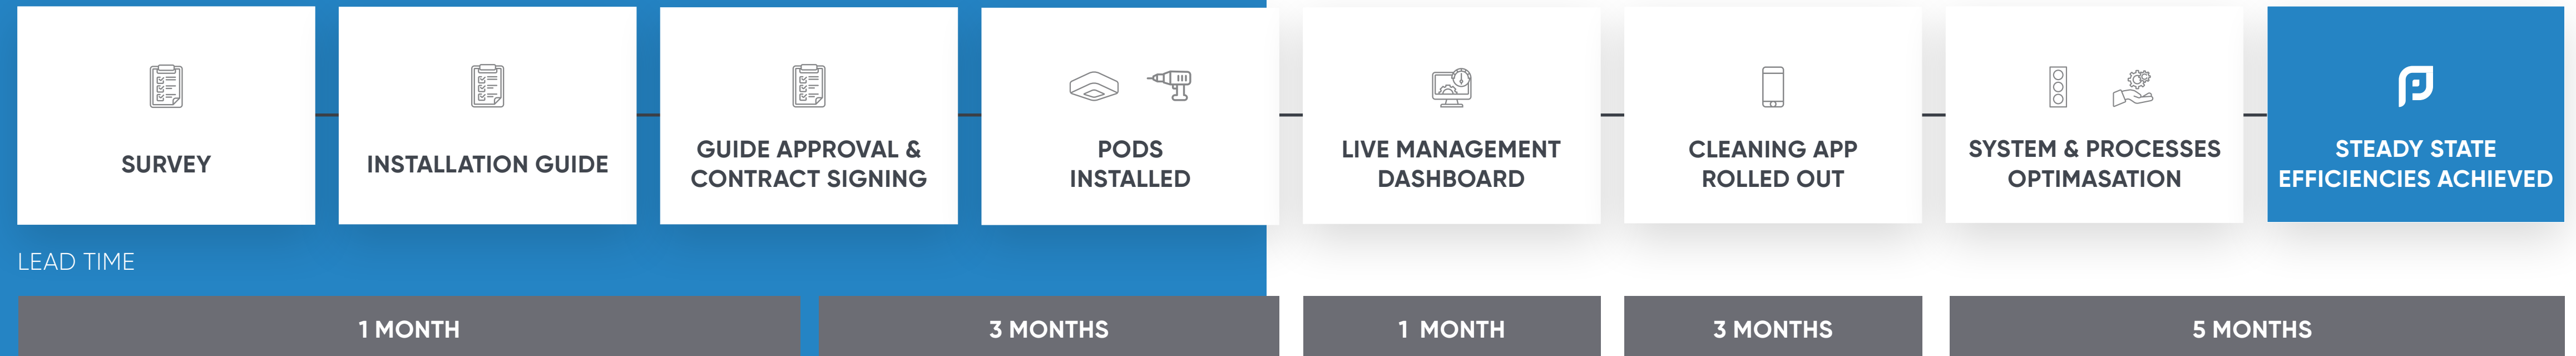 SURVEY
INSTALLATION GUIDE
GUIDE APPROVAL &
CONTRACT SIGNING
PODS
INSTALLED
LIVE MANAGEMENT
DASHBOARD
CLEANING APP
ROLLED OUT
SYSTEM & PROCESSES
OPTIMASATION
STEADY STATE
EFFICIENCIES ACHIEVED
LEAD TIME
1 MONTH
3 MONTHS
1 MONTH
3 MONTHS
5 MONTHS